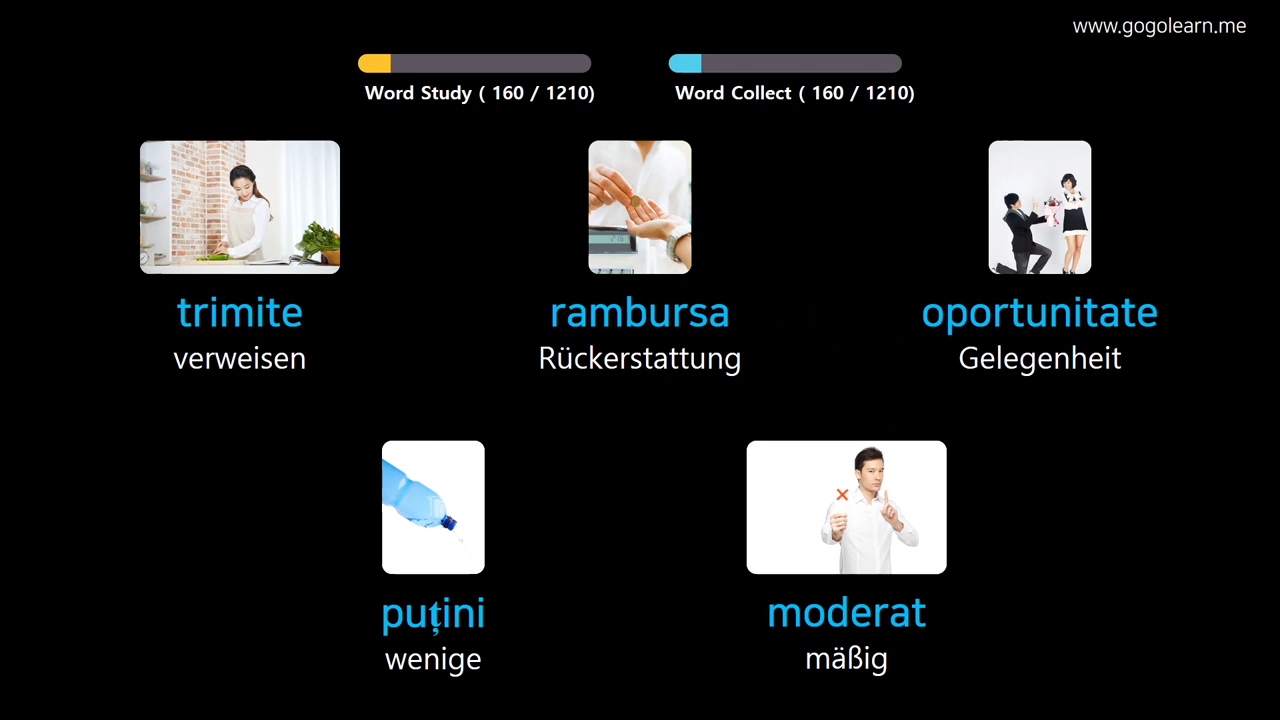 www.gogolearn.me
Word Study ( 160 / 1210)
Word Collect ( 160 / 1210)
trimite
verweisen
rambursa
Rückerstattung
oportunitate
Gelegenheit
puțini
wenige
moderat
mäßig